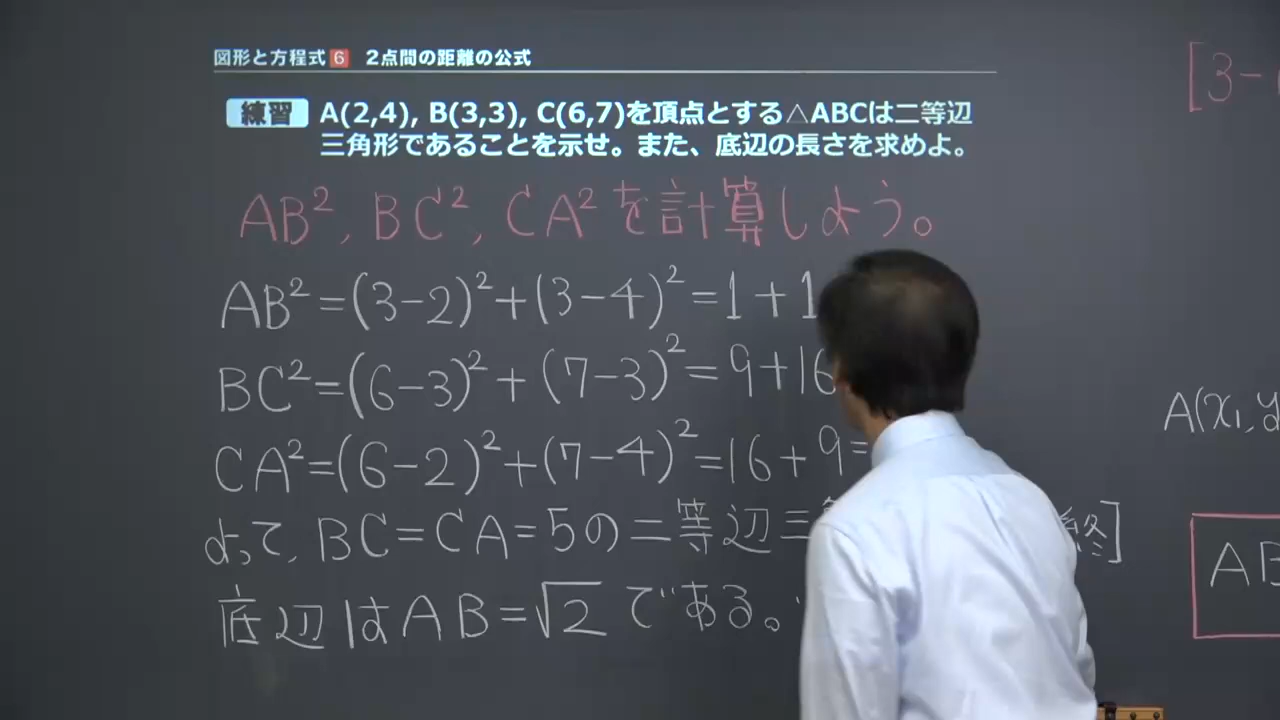 図形と方程式 6 2点間の距離の公式
練習 A(2,4), B(3,3), C(6,7)を頂点とする△ABCは二等辺
三角形であることを示せ。また、底辺の長さを求めよ。
AB², BC², CA²を計算しよう。
AB²=(3-2)²+(3-4)²=1+1
BC²=(6-3)²+(7-3)²=9+16
CA²=(6-2)²+(7-4)²=16+9=
よって, BC=CA=5の二等辺三 終]
底辺はAB=√2である。
[3-
A(x₁,y
AB